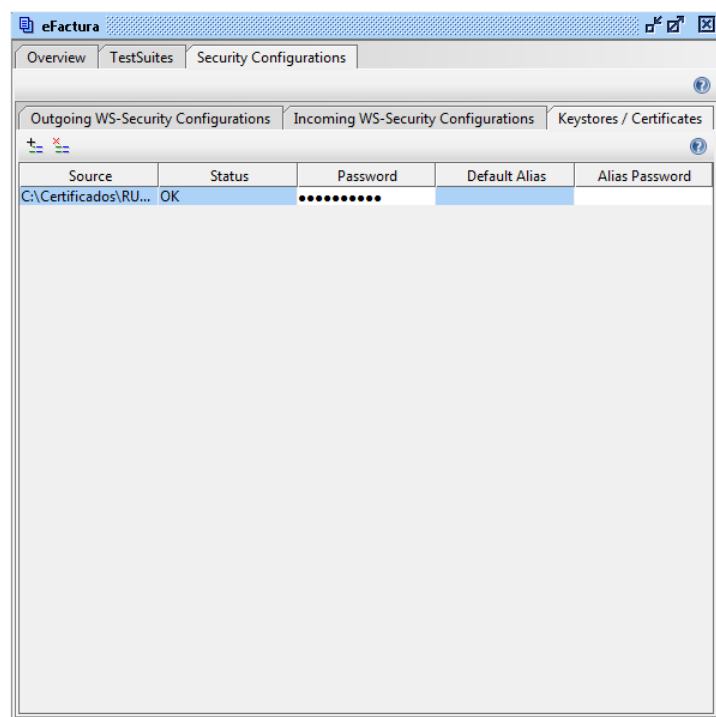 eFactura
Overview TestSuites Security Configurations
Outgoing WS-Security Configurations Incoming WS-Security Configurations Keystores / Certificates
Source Status Password Default Alias Alias Password
C:\Certificados\RU... OK ●●●●●●●●●●